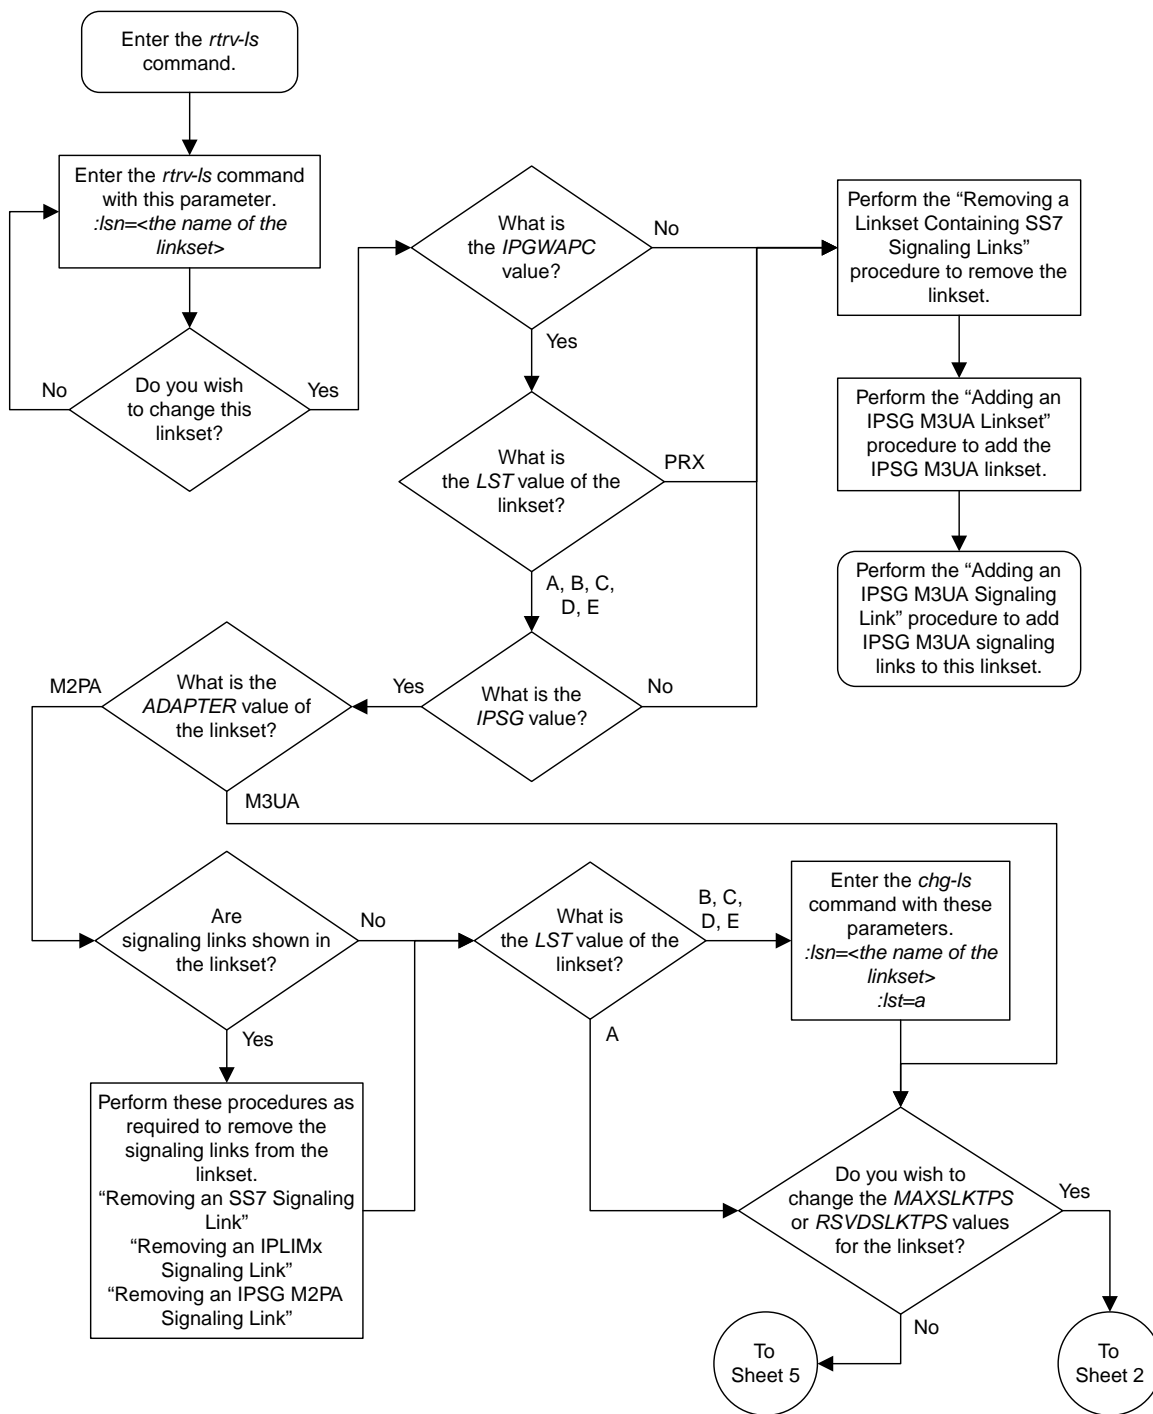 Enter the rtrv-ls
command.
Enter the rtrv-ls command
with this parameter.
:lsn=<the name of the
linkset>
Do you wish
to change this
linkset?
No
Yes
What is
the IPGWAPC
value?
No
Yes
Perform the “Removing a
Linkset Containing SS7
Signaling Links”
procedure to remove the
linkset.
Perform the “Adding an
IPSG M3UA Linkset”
procedure to add the
IPSG M3UA linkset.
Perform the “Adding an
IPSG M3UA Signaling
Link” procedure to add
IPSG M3UA signaling
links to this linkset.
What is
the LST value of the
linkset?
PRX
A, B, C,
D, E
What is the
IPSG value?
No
Yes
What is the
ADAPTER value of
the linkset?
M2PA
M3UA
Are
signaling links shown in
the linkset?
No
Yes
Perform these procedures as
required to remove the
signaling links from the
linkset.
“Removing an SS7 Signaling
Link”
“Removing an IPLIMx
Signaling Link”
“Removing an IPSG M2PA
Signaling Link”
What is
the LST value of the
linkset?
B, C,
D, E
A
Enter the chg-ls
command with these
parameters.
:lsn=<the name of the
linkset>
:lst=a
Do you wish to
change the MAXSLKTPS
or RSVDSLKTPS values
for the linkset?
Yes
No
To
Sheet 5
To
Sheet 2